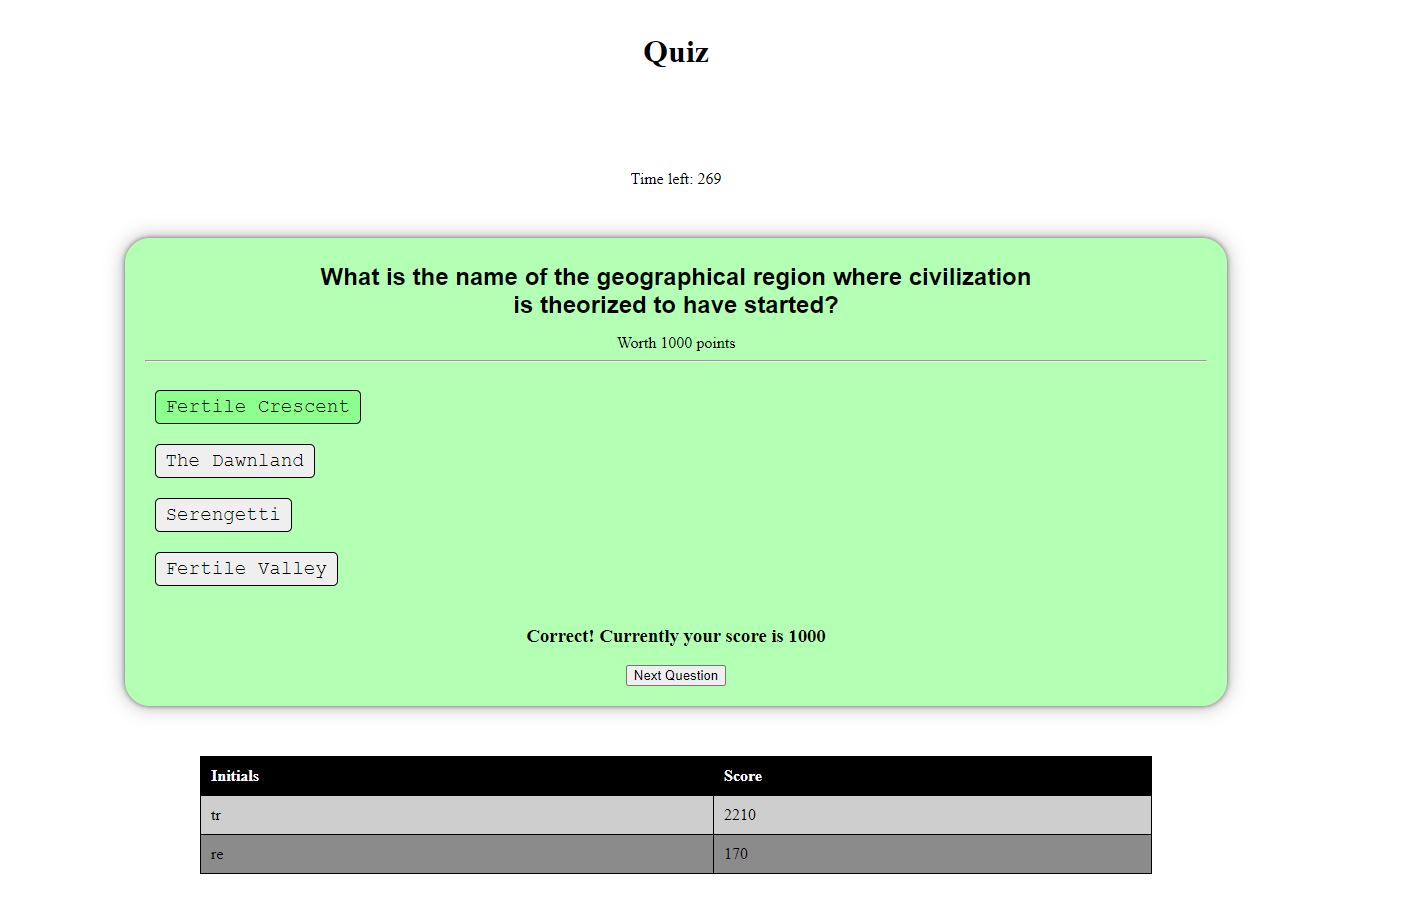 Quiz
Time left: 269
What is the name of the geographical region where civilization
is theorized to have started?
Worth 1000 points
Fertile Crescent
The Dawnland
Serengetti
Fertile Valley
Correct! Currently your score is 1000
Next Question
Initials Score
tr 2210
re 170